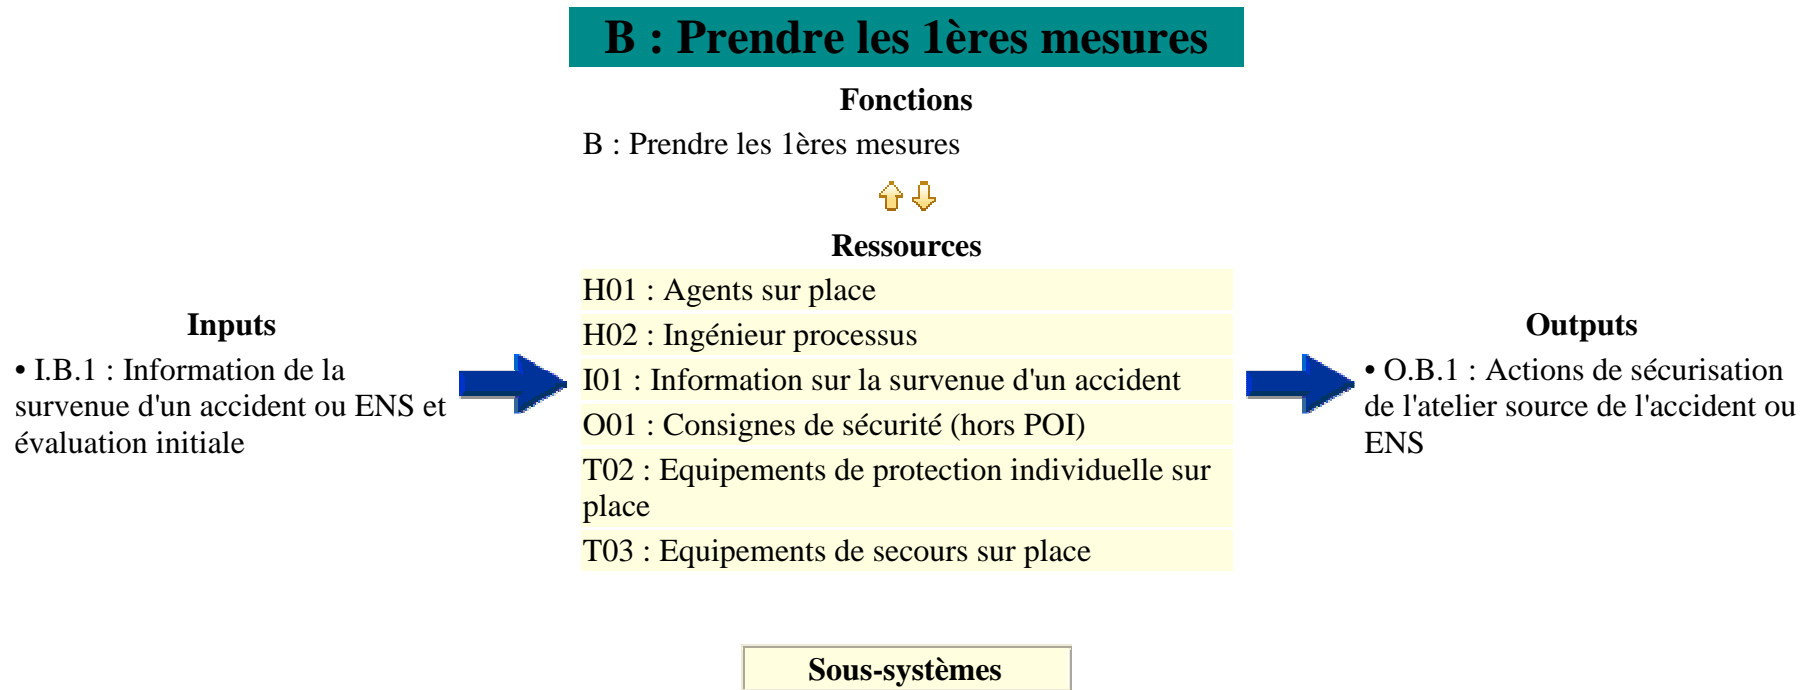 B : Prendre les 1ères mesures
Fonctions
B : Prendre les 1ères mesures
Ressources
H01 : Agents sur place
H02 : Ingénieur processus
I01 : Information sur la survenue d'un accident
O01 : Consignes de sécurité (hors POI)
T02 : Equipements de protection individuelle sur
place
T03 : Equipements de secours sur place
Inputs
• I.B.1 : Information de la
survenue d'un accident ou ENS et
évaluation initiale
Outputs
• O.B.1 : Actions de sécurisation
de l'atelier source de l'accident ou
ENS
Sous-systèmes